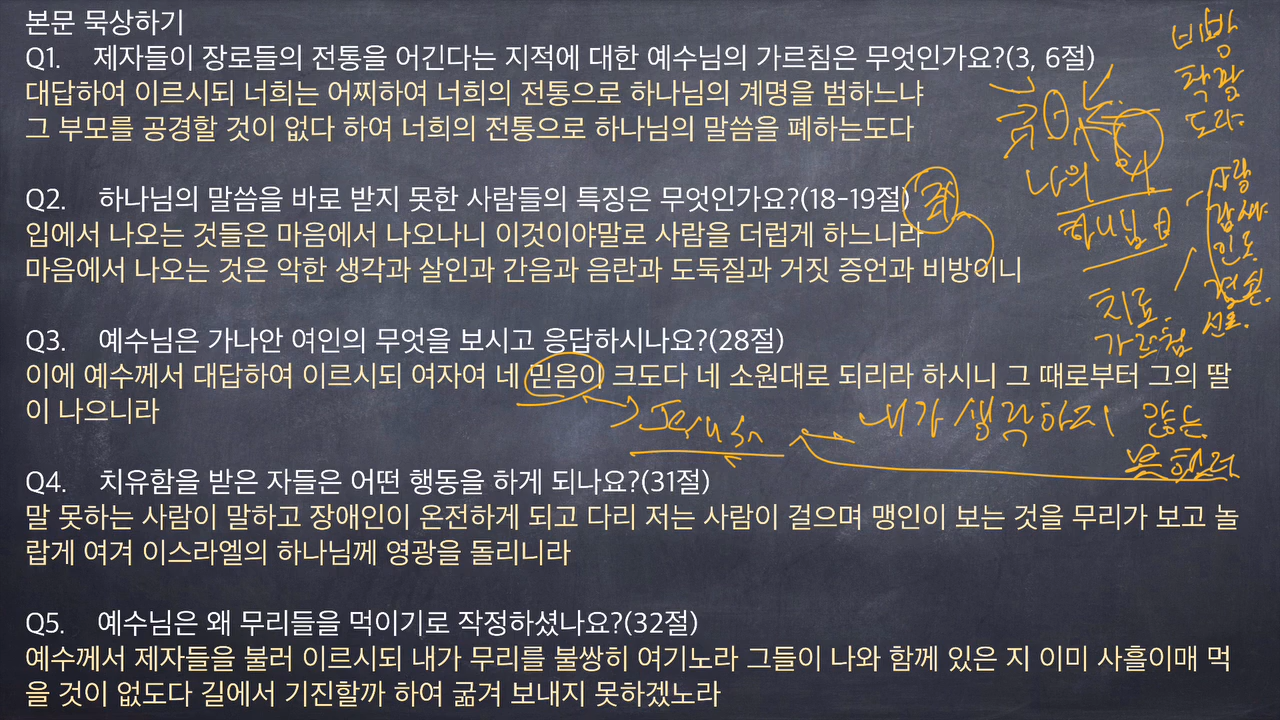 본문 묵상하기
Q1. 제자들이 장로들의 전통을 어긴다는 지적에 대한 예수님의 가르침은 무엇인가요?(3, 6절)
대답하여 이르시되 너희는 어찌하여 너희의 전통으로 하나님의 계명을 범하느냐
그 부모를 공경할 것이 없다 하여 너희의 전통으로 하나님의 말씀을 폐하는도다
Q2. 하나님의 말씀을 바로 받지 못한 사람들의 특징은 무엇인가요?(18-19절)
입에서 나오는 것들은 마음에서 나오나니 이것이야말로 사람을 더럽게 하느니라
마음에서 나오는 것은 악한 생각과 살인과 간음과 음란과 도둑질과 거짓 증언과 비방이니
Q3. 예수님은 가나안 여인의 무엇을 보시고 응답하시나요?(28절)
이에 예수께서 대답하여 이르시되 여자여 네 믿음이 크도다 네 소원대로 되리라 하시니 그 때로부터 그의 딸
이 나으니라
Q4. 치유함을 받은 자들은 어떤 행동을 하게 되나요?(31절)
말 못하는 사람이 말하고 장애인이 온전하게 되고 다리 저는 사람이 걸으며 맹인이 보는 것을 무리가 보고 놀
랍게 여겨 이스라엘의 하나님께 영광을 돌리니라
Q5. 예수님은 왜 무리들을 먹이기로 작정하셨나요?(32절)
예수께서 제자들을 불러 이르시되 내가 무리를 불쌍히 여기노라 그들이 나와 함께 있은 지 이미 사흘이매 먹
을 것이 없도다 길에서 기진할까 하여 굶겨 보내지 못하겠노라
비방
나의
하나님
사랑
치료
가르침
내가 생각하지 않는